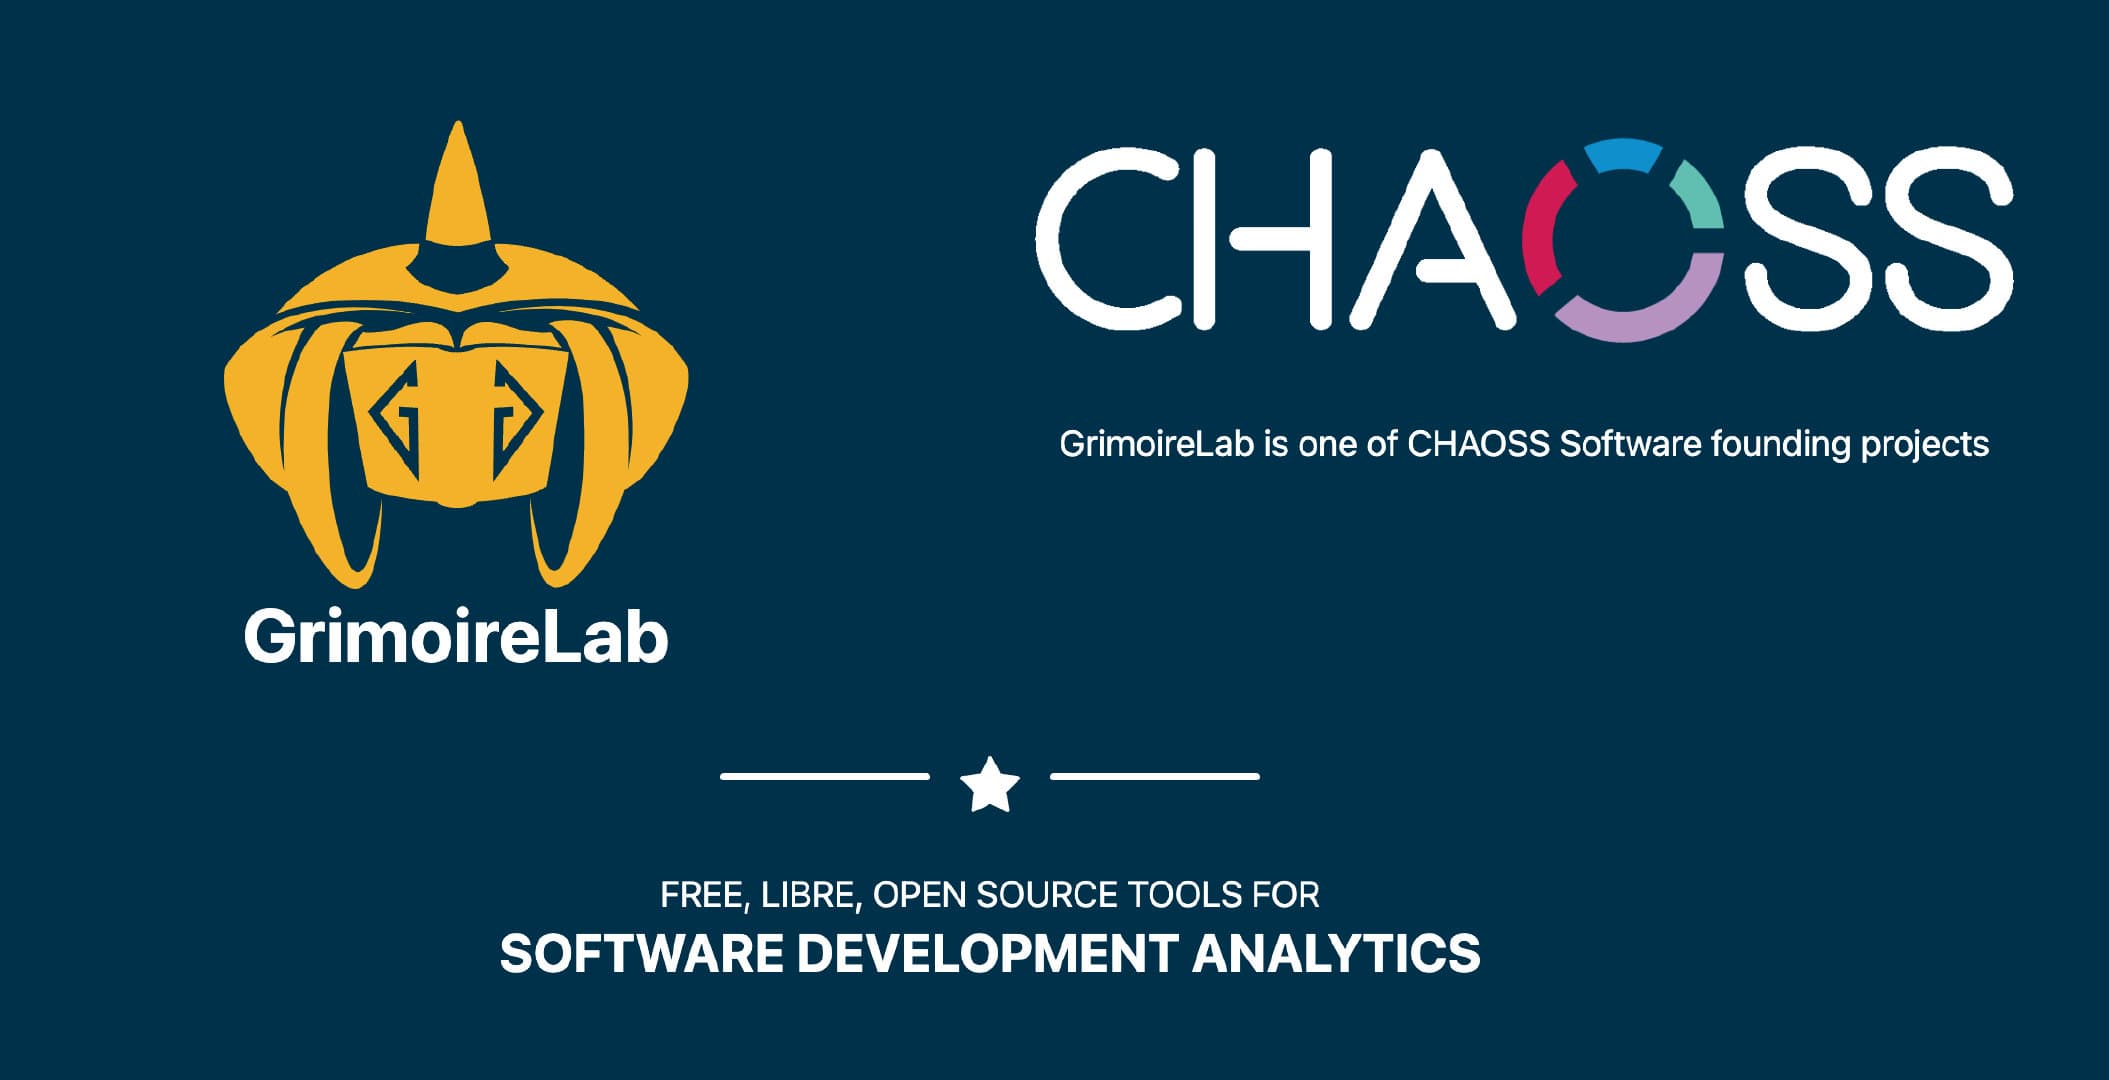 GrimoireLab
CHAOSS
GrimoireLab is one of CHAOSS Software founding projects
FREE, LIBRE, OPEN SOURCE TOOLS FOR
SOFTWARE DEVELOPMENT ANALYTICS